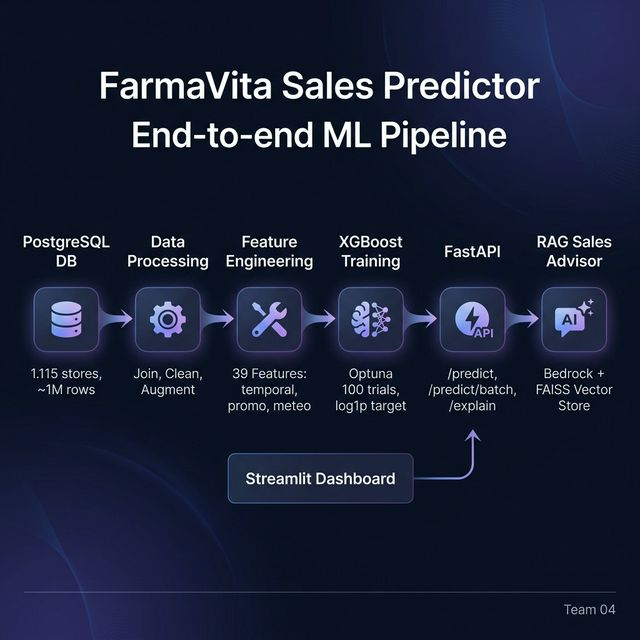 FarmaVita Sales Predictor
End-to-end ML Pipeline
PostgreSQL
DB
Data
Processing
Feature
Engineering
XGBoost
Training
FastAPI
RAG Sales
Advisor
API
AI
1.115 stores,
~1M rows
Join, Clean,
Augment
39 Features:
temporal,
promo, meteo
Optuna
100 trials,
log1p target
/predict,
/predict/batch,
/explain
Bedrock +
FAISS Vector
Store
Streamlit Dashboard
Team 04